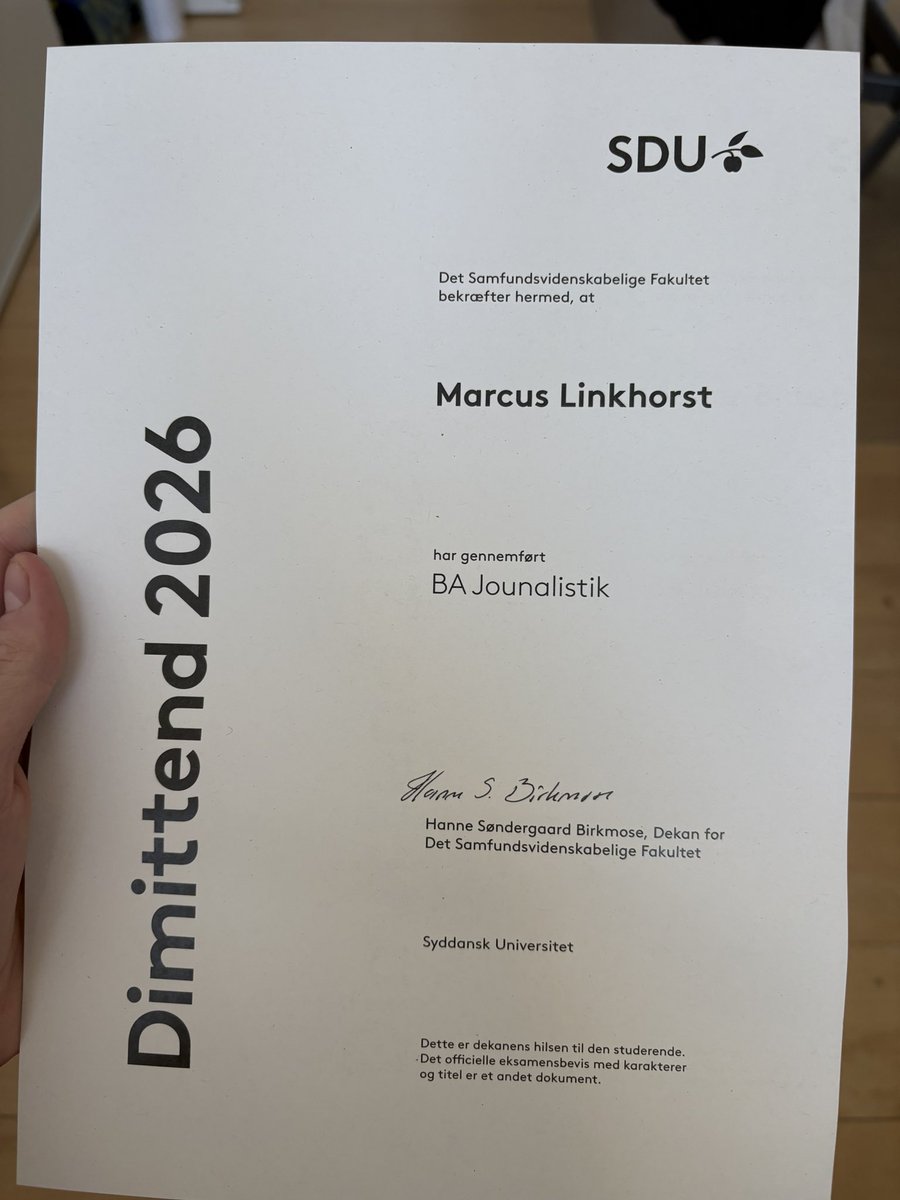 SDU
Det Samfundsvidenskabelige Fakultet
bekræfter hermed, at
Marcus Linkhorst
har gennemført
BA Jounalistik
Dimittend 2026
Hanne S. Birkmose
Hanne Søndergaard Birkmose, Dekan for
Det Samfundsvidenskabelige Fakultet
Syddansk Universitet
Dette er dekanens hilsen til den studerende.
Det officielle eksamensbevis med karakterer
og titel er et andet dokument.